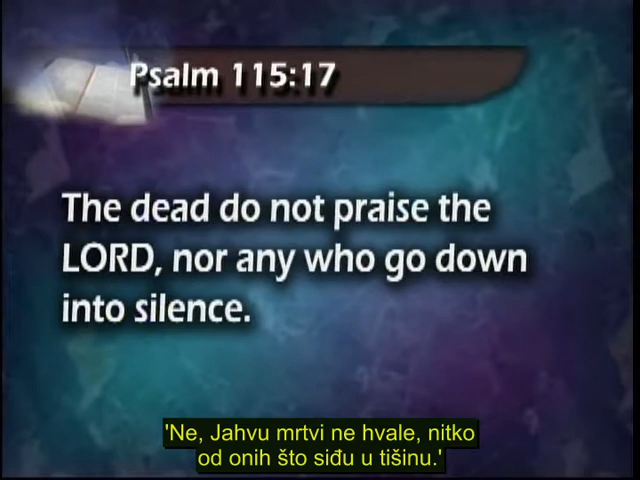 Psalm 115:17
The dead do not praise the
LORD, nor any who go down
into silence.
'Ne, Jahvu mrtvi ne hvale, nitko
od onih što siđu u tišinu.'